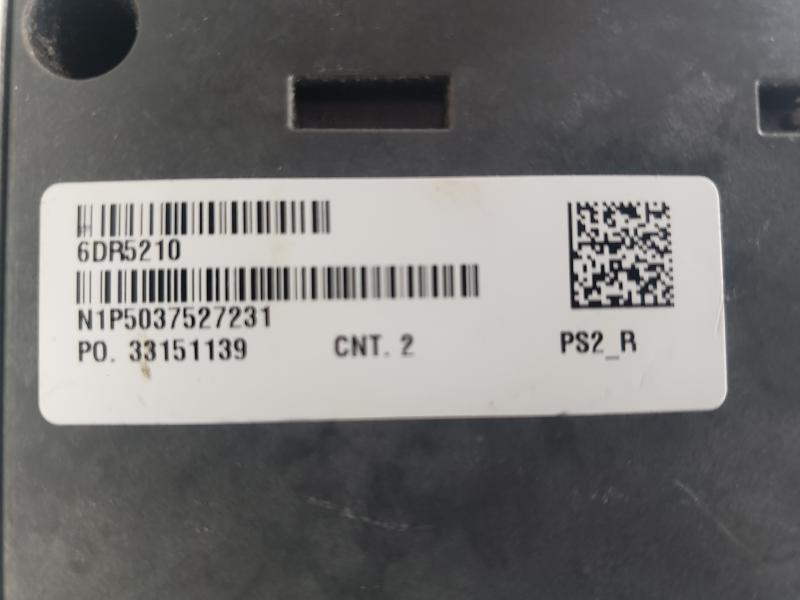 6DR5210
N1P5037527231
PO. 33151139 CNT. 2 PS2_R